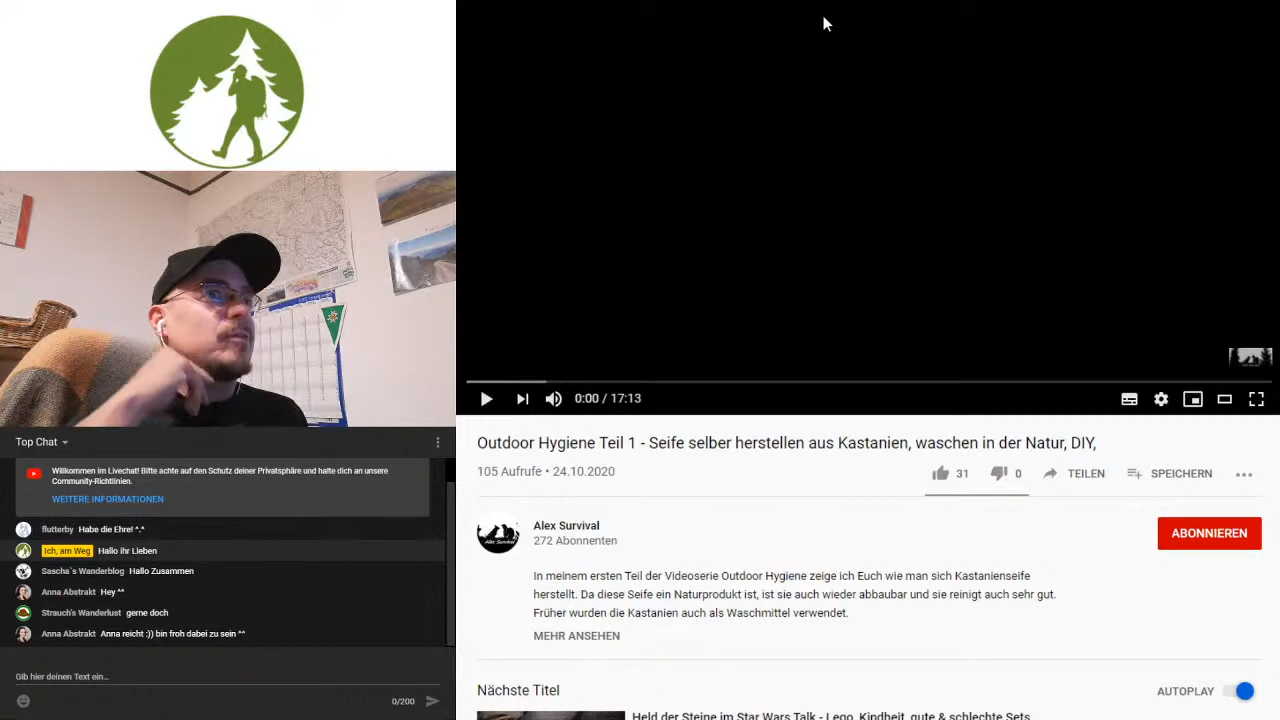 Top Chat
Willkommen im Livechat! Bitte achte auf den Schutz deiner Privatsphäre und halte dich an unsere
Community-Richtlinien.
WEITERE INFORMATIONEN
flutterby Habe die Ehre! ^.^
Ich, am Weg Hallo ihr Lieben
Sascha`s Wanderblog Hallo Zusammen
Anna Abstrakt Hey ^^
Strauch's Wanderlust gerne doch
Anna Abstrakt Anna reicht :)) bin froh dabei zu sein ^^
Gib hier deinen Text ein...
0/200
0:00 / 17:13
Outdoor Hygiene Teil 1 - Seife selber herstellen aus Kastanien, waschen in der Natur, DIY,
105 Aufrufe • 24.10.2020
31
0
TEILEN
SPEICHERN
Alex Survival
272 Abonnenten
ABONNIEREN
In meinem ersten Teil der Videoserie Outdoor Hygiene zeige ich Euch wie man sich Kastanienseife
herstellt. Da diese Seife ein Naturprodukt ist, ist sie auch wieder abbaubar und sie reinigt auch sehr gut.
Früher wurden die Kastanien auch als Waschmittel verwendet.
MEHR ANSEHEN
Nächste Titel
AUTOPLAY
Held der Steine im Star Wars Talk - Lego, Kindheit, gute & schlechte Sets